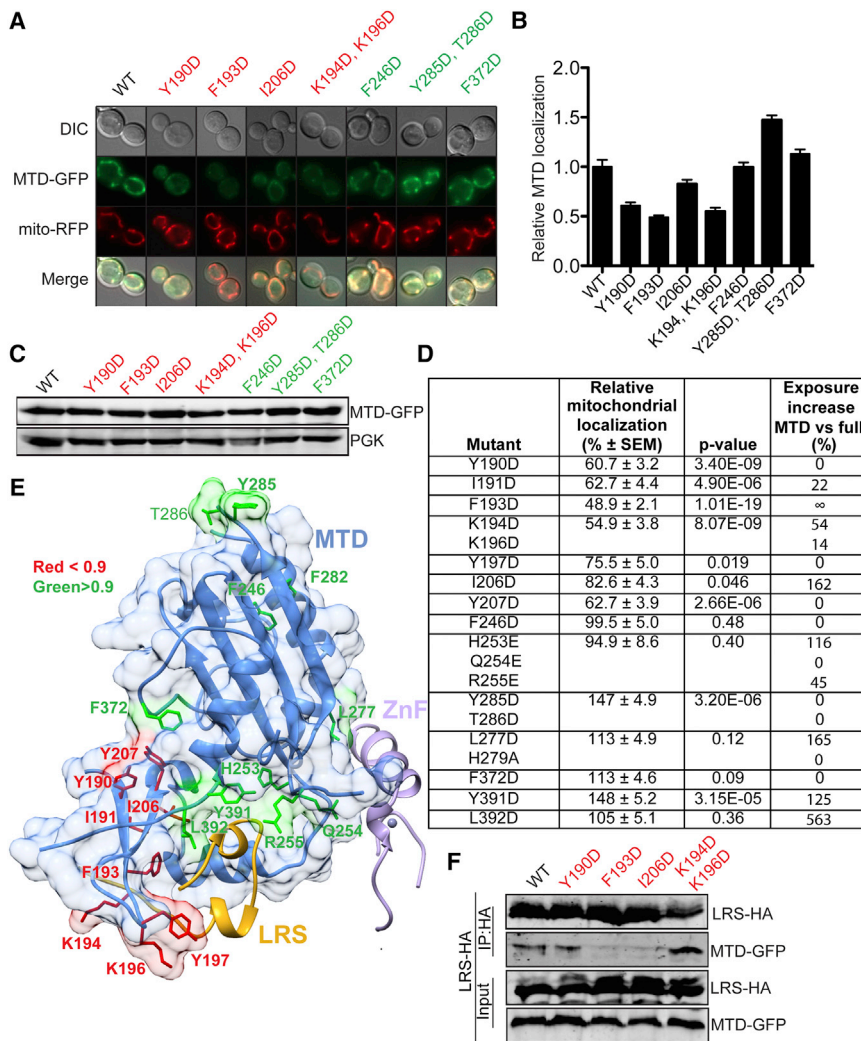 A
WT
Y190D
F193D
I206D
K194D, K196D
F246D
Y285D, T286D
F372D
DIC
MTD-GFP
mito-RFP
Merge
B
Relative MTD localization
2.0
1.5
1.0
0.5
0.0
WT
Y190D
F193D
I206D
K194, K196D
F246D
Y285D, T286D
F372D
C
WT
Y190D
F193D
I206D
K194D, K196D
F246D
Y285D, T286D
F372D
MTD-GFP
PGK
D
Mutant Relative mitochondrial localization (% ± SEM) p-value Exposure increase MTD vs full (%)
Y190D 60.7 ± 3.2 3.40E-09 0
I191D 62.7 ± 4.4 4.90E-06 22
F193D 48.9 ± 2.1 1.01E-19 ∞
K194D 54.9 ± 3.8 8.07E-09 54
K196D 14
Y197D 75.5 ± 5.0 0.019 0
I206D 82.6 ± 4.3 0.046 162
Y207D 62.7 ± 3.9 2.66E-06 0
F246D 99.5 ± 5.0 0.48 0
H253E 94.9 ± 8.6 0.40 116
Q254E 0
R255E 45
Y285D 147 ± 4.9 3.20E-06 0
T286D 0
L277D 113 ± 4.9 0.12 165
H279A 0
F372D 113 ± 4.6 0.09 0
Y391D 148 ± 5.2 3.15E-05 125
L392D 105 ± 5.1 0.36 563
E
Y285
T286
MTD
Red < 0.9
Green>0.9
F282
F246
F372
ZnF
L277
Y207
H253
Y190
I206
Y391
I191
L392
Q254
R255
F193
LRS
K194
K196
Y197
F
WT
Y190D
F193D
I206D
K194D
K196D
LRS-HA
IP:HA
LRS-HA
MTD-GFP
Input
LRS-HA
MTD-GFP